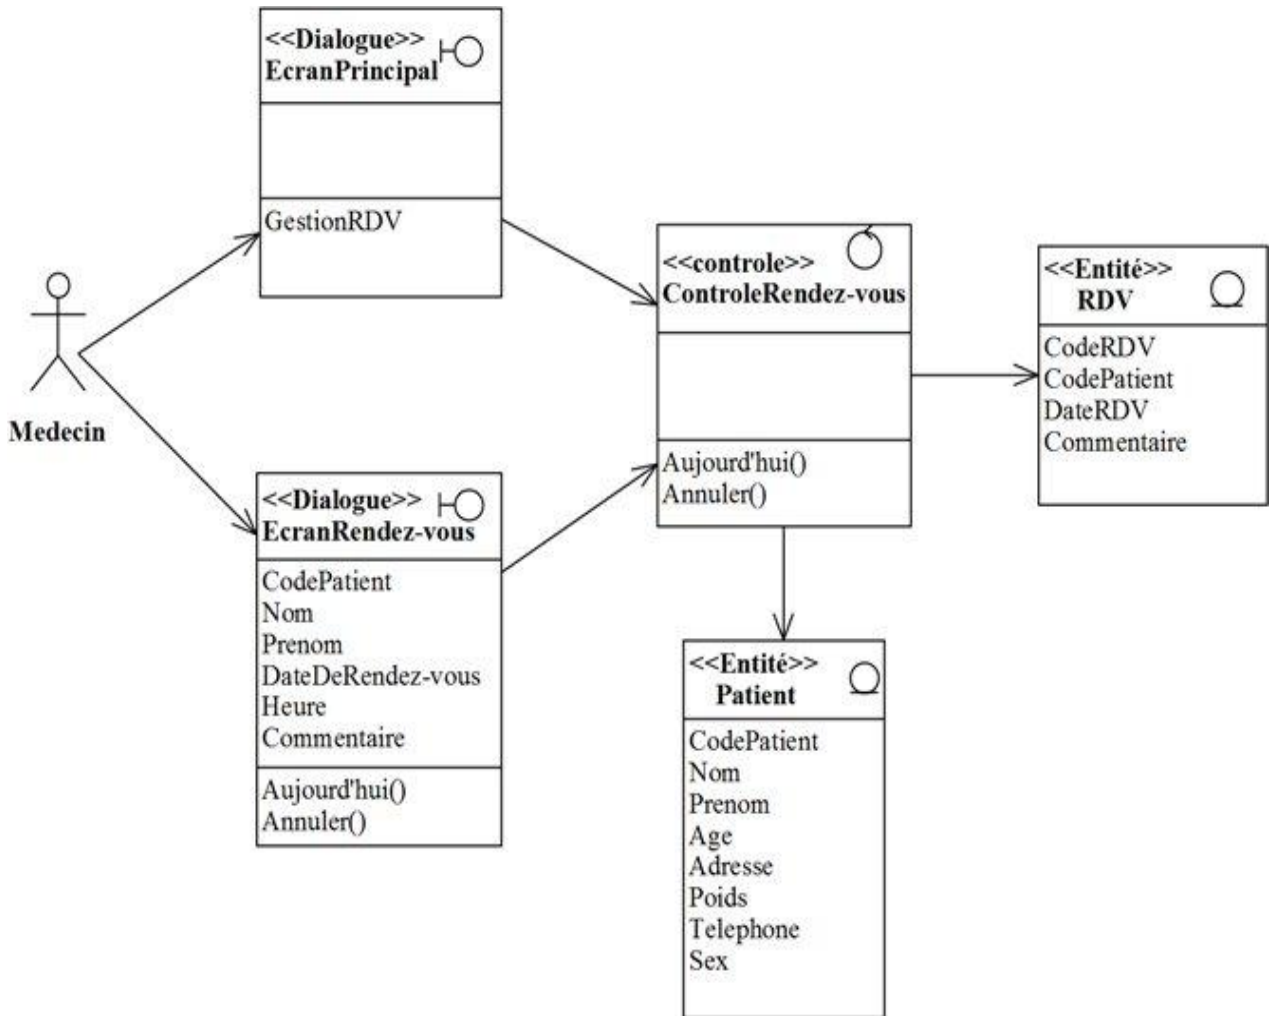 <<Dialogue>>
EcranPrincipal
GestionRDV
Medecin
<<Dialogue>>
EcranRendez-vous
CodePatient
Nom
Prenom
DateDeRendez-vous
Heure
Commentaire
Aujourd'hui()
Annuler()
<<controle>>
ControleRendez-vous
Aujourd'hui()
Annuler()
<<Entité>>
RDV
CodeRDV
CodePatient
DateRDV
Commentaire
<<Entité>>
Patient
CodePatient
Nom
Prenom
Age
Adresse
Poids
Telephone
Sex